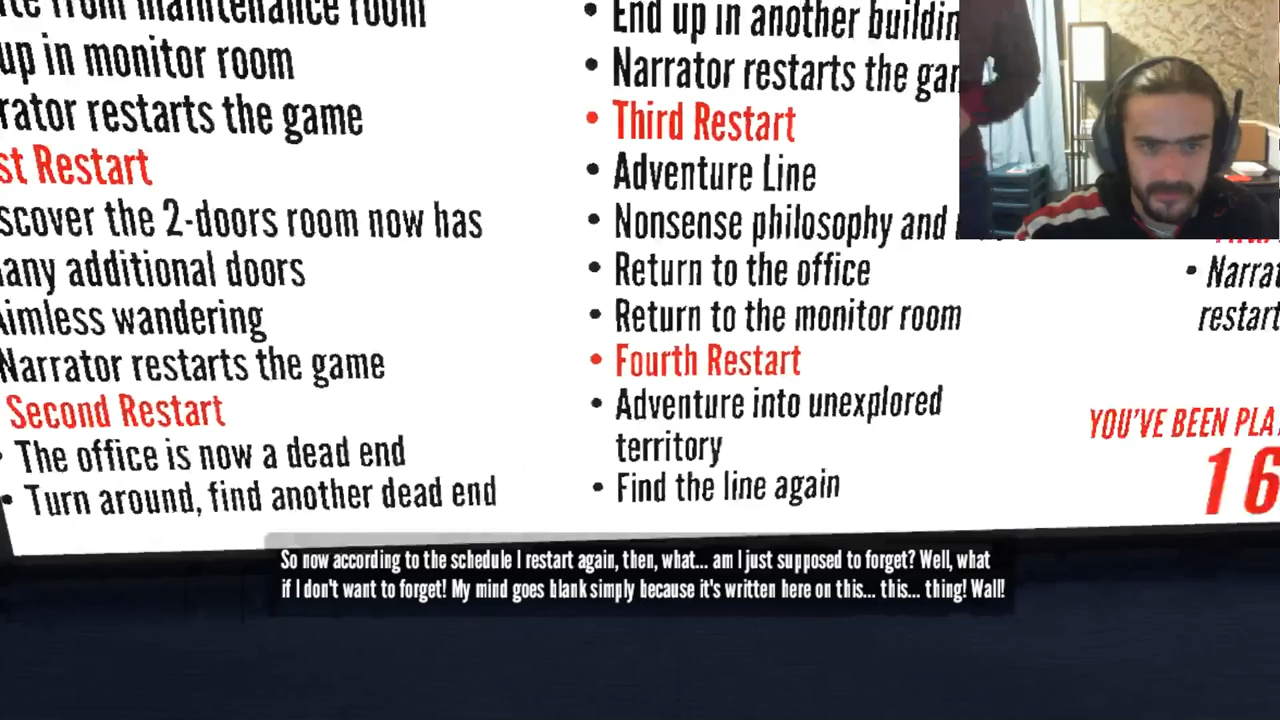 te from maintenance room
up in monitor room
rator restarts the game
st Restart
scover the 2-doors room now has
any additional doors
Aimless wandering
Narrator restarts the game
Second Restart
• The office is now a dead end
• Turn around, find another dead end
• End up in another buildin
• Narrator restarts the gam
• Third Restart
• Adventure Line
• Nonsense philosophy and
• Return to the office
• Return to the monitor room
• Fourth Restart
• Adventure into unexplored
territory
• Find the line again
• Narrat
restart
YOU'VE BEEN PLA
16
So now according to the schedule I restart again, then, what... am I just supposed to forget? Well, what
if I don't want to forget! My mind goes blank simply because it's written here on this... this... thing! Wall!